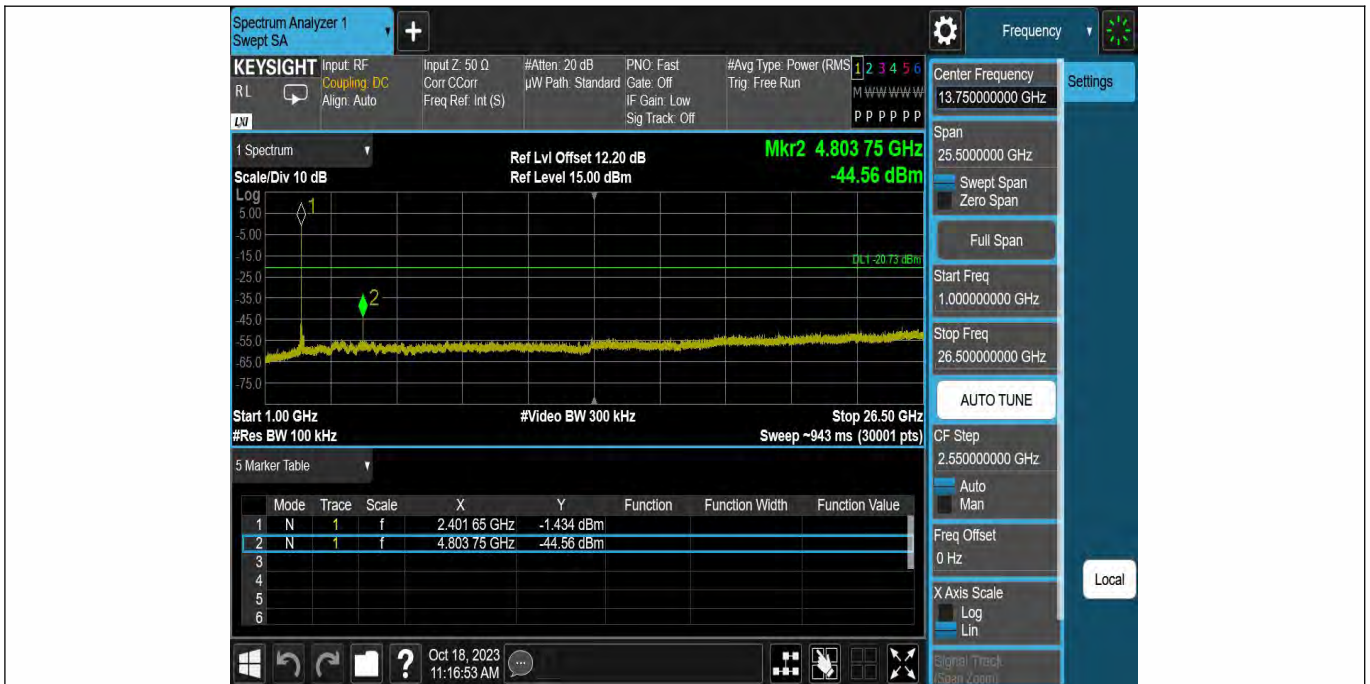 Spectrum Analyzer 1
Swept SA
+
Frequency
KEYSIGHT
RL
LXI
Input: RF
Coupling: DC
Align: Auto
Input Z: 50 Ω
Corr CCorr
Freq Ref: Int (S)
#Atten: 20 dB
µW Path: Standard
PNO: Fast
Gate: Off
IF Gain: Low
Sig Track: Off
#Avg Type: Power (RMS
Trig: Free Run
1 2 3 4 5 6
M W W W W W
P P P P P P
1 Spectrum
Scale/Div 10 dB
Ref Lvl Offset 12.20 dB
Ref Level 15.00 dBm
Mkr2 4.803 75 GHz
-44.56 dBm
Log
5.00
-5.00
-15.0
-25.0
-35.0
-45.0
-55.0
-65.0
-75.0
1
2
DL1 -20.73 dBm
Start 1.00 GHz
#Res BW 100 kHz
#Video BW 300 kHz
Stop 26.50 GHz
Sweep ~943 ms (30001 pts)
5 Marker Table
Mode Trace Scale X Y Function Function Width Function Value
1 N 1 f 2.401 65 GHz -1.434 dBm
2 N 1 f 4.803 75 GHz -44.56 dBm
3
4
5
6
?
Oct 18, 2023
11:16:53 AM
Center Frequency
13.750000000 GHz
Settings
Span
25.5000000 GHz
Swept Span
Zero Span
Full Span
Start Freq
1.000000000 GHz
Stop Freq
26.500000000 GHz
AUTO TUNE
CF Step
2.550000000 GHz
Auto
Man
Freq Offset
0 Hz
X Axis Scale
Log
Lin
Local
Signal Track
(Span Zoom)